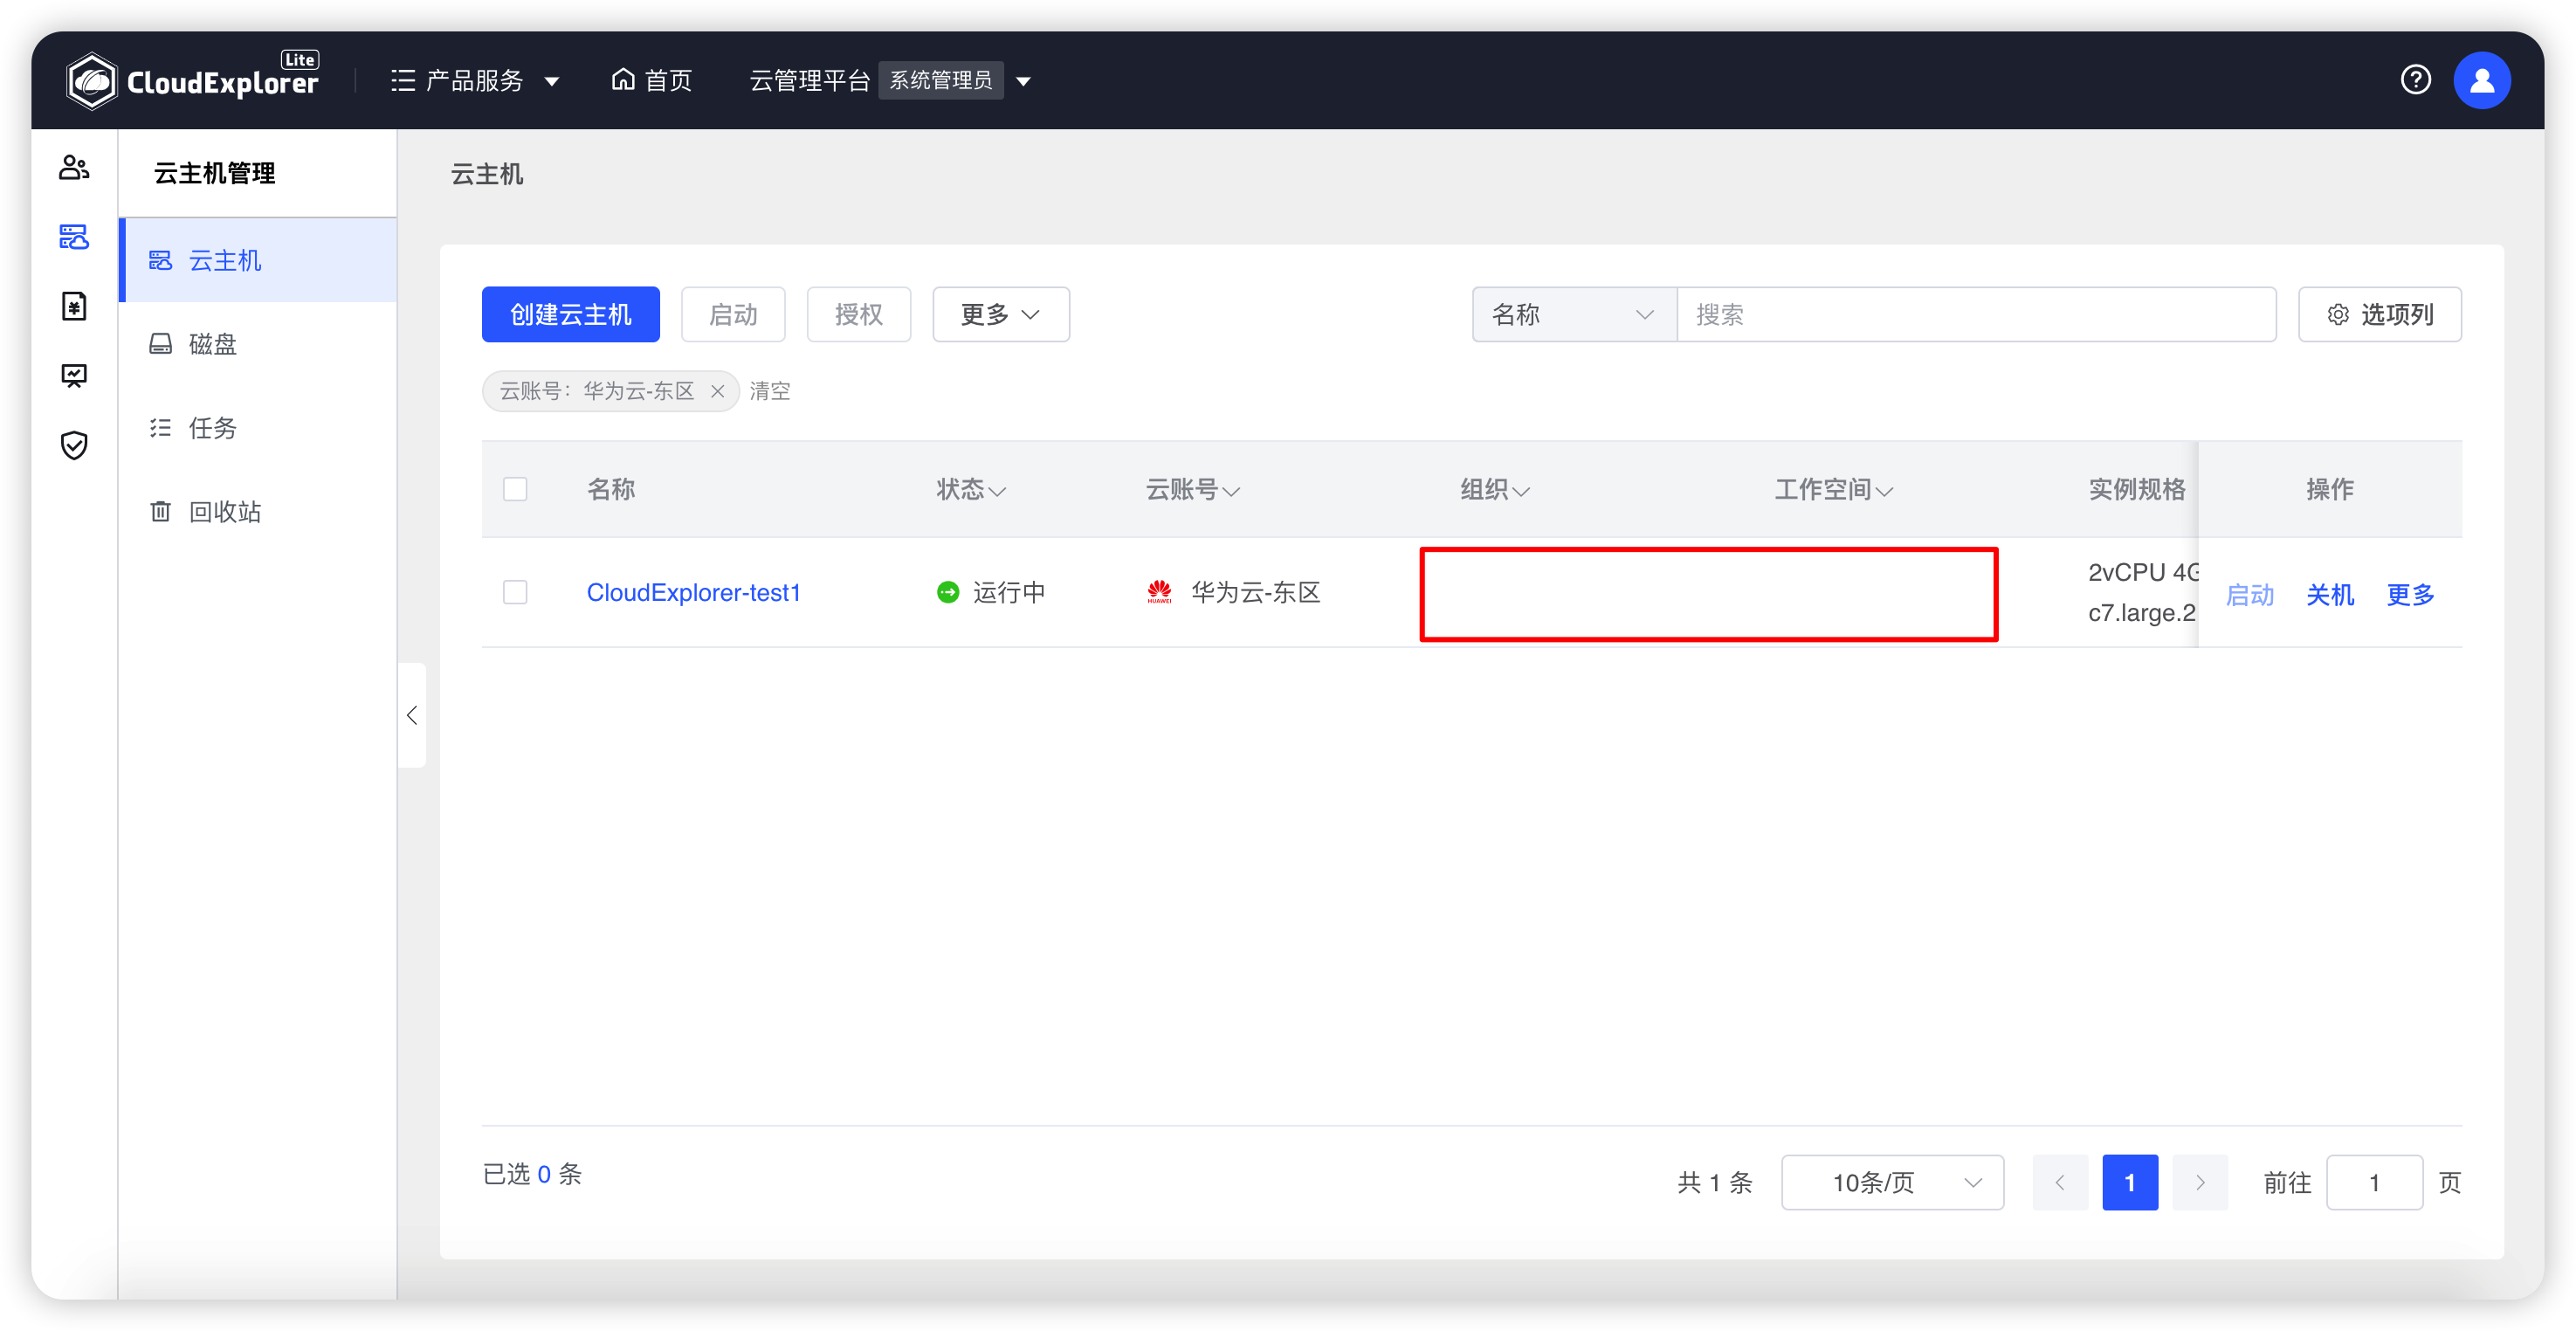 CloudExplorer Lite
产品服务
首页
云管理平台 系统管理员
云主机管理
云主机
磁盘
任务
回收站
云主机
创建云主机 启动 授权 更多
名称 搜索 选项列
云账号：华为云-东区 清空
名称 状态 云账号 组织 工作空间 实例规格 操作
CloudExplorer-test1 运行中 HUAWEI 华为云-东区 2vCPU 4G 启动 关机 更多
c7.large.2
已选 0 条
共 1 条 10条/页 1 前往 1 页